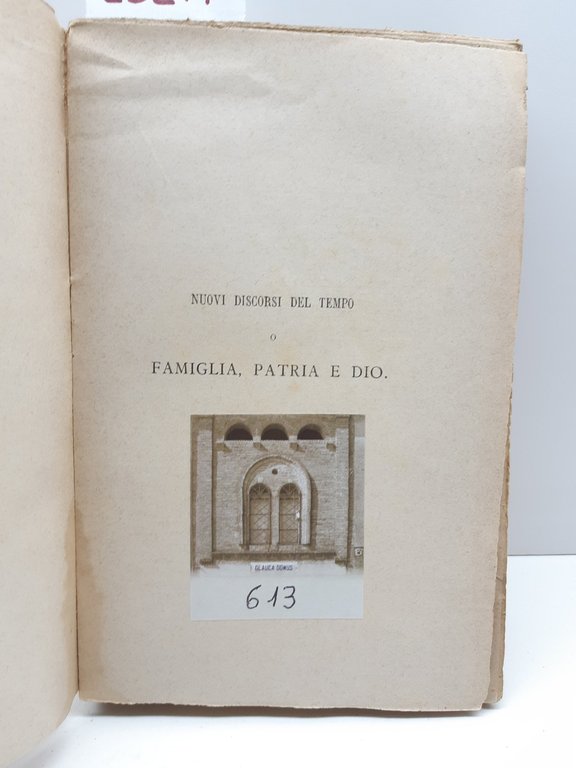 NUOVI DISCORSI DEL TEMPO
O
FAMIGLIA, PATRIA E DIO.
GLAUCA DOMUS
613